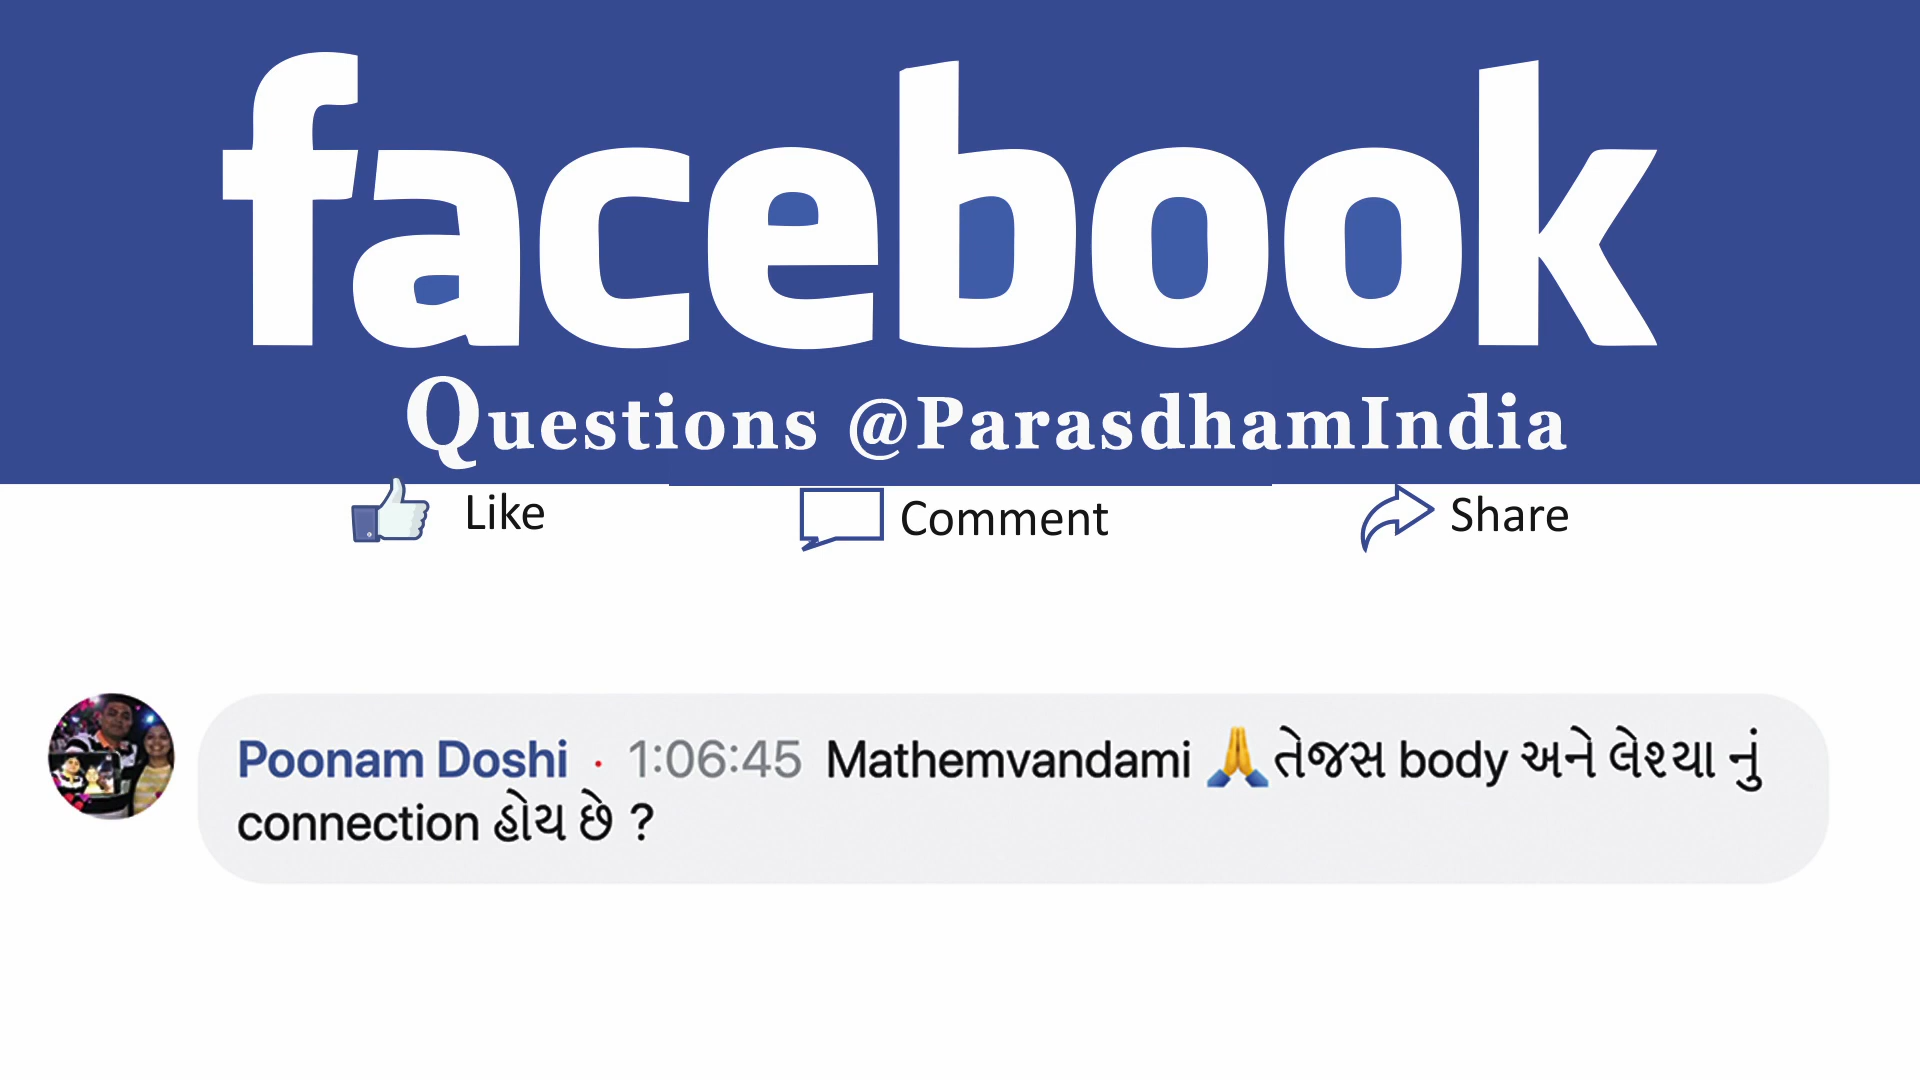 facebook
Questions @ParasdhamIndia
Like Comment Share
Poonam Doshi · 1:06:45 Mathemvandami 🙏તેજસ body અને લેશ્યા નું
connection હોય છે ?